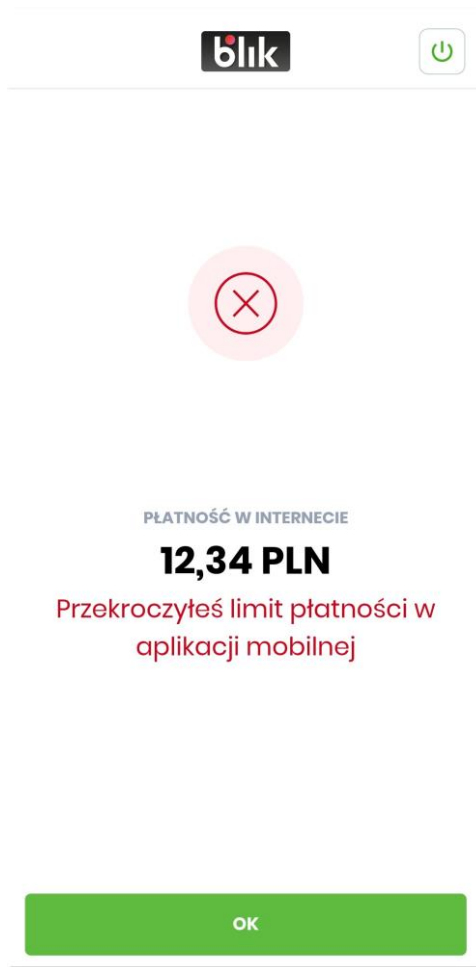 blik
PŁATNOŚĆ W INTERNECIE
12,34 PLN
Przekroczyłeś limit płatności w
aplikacji mobilnej
OK